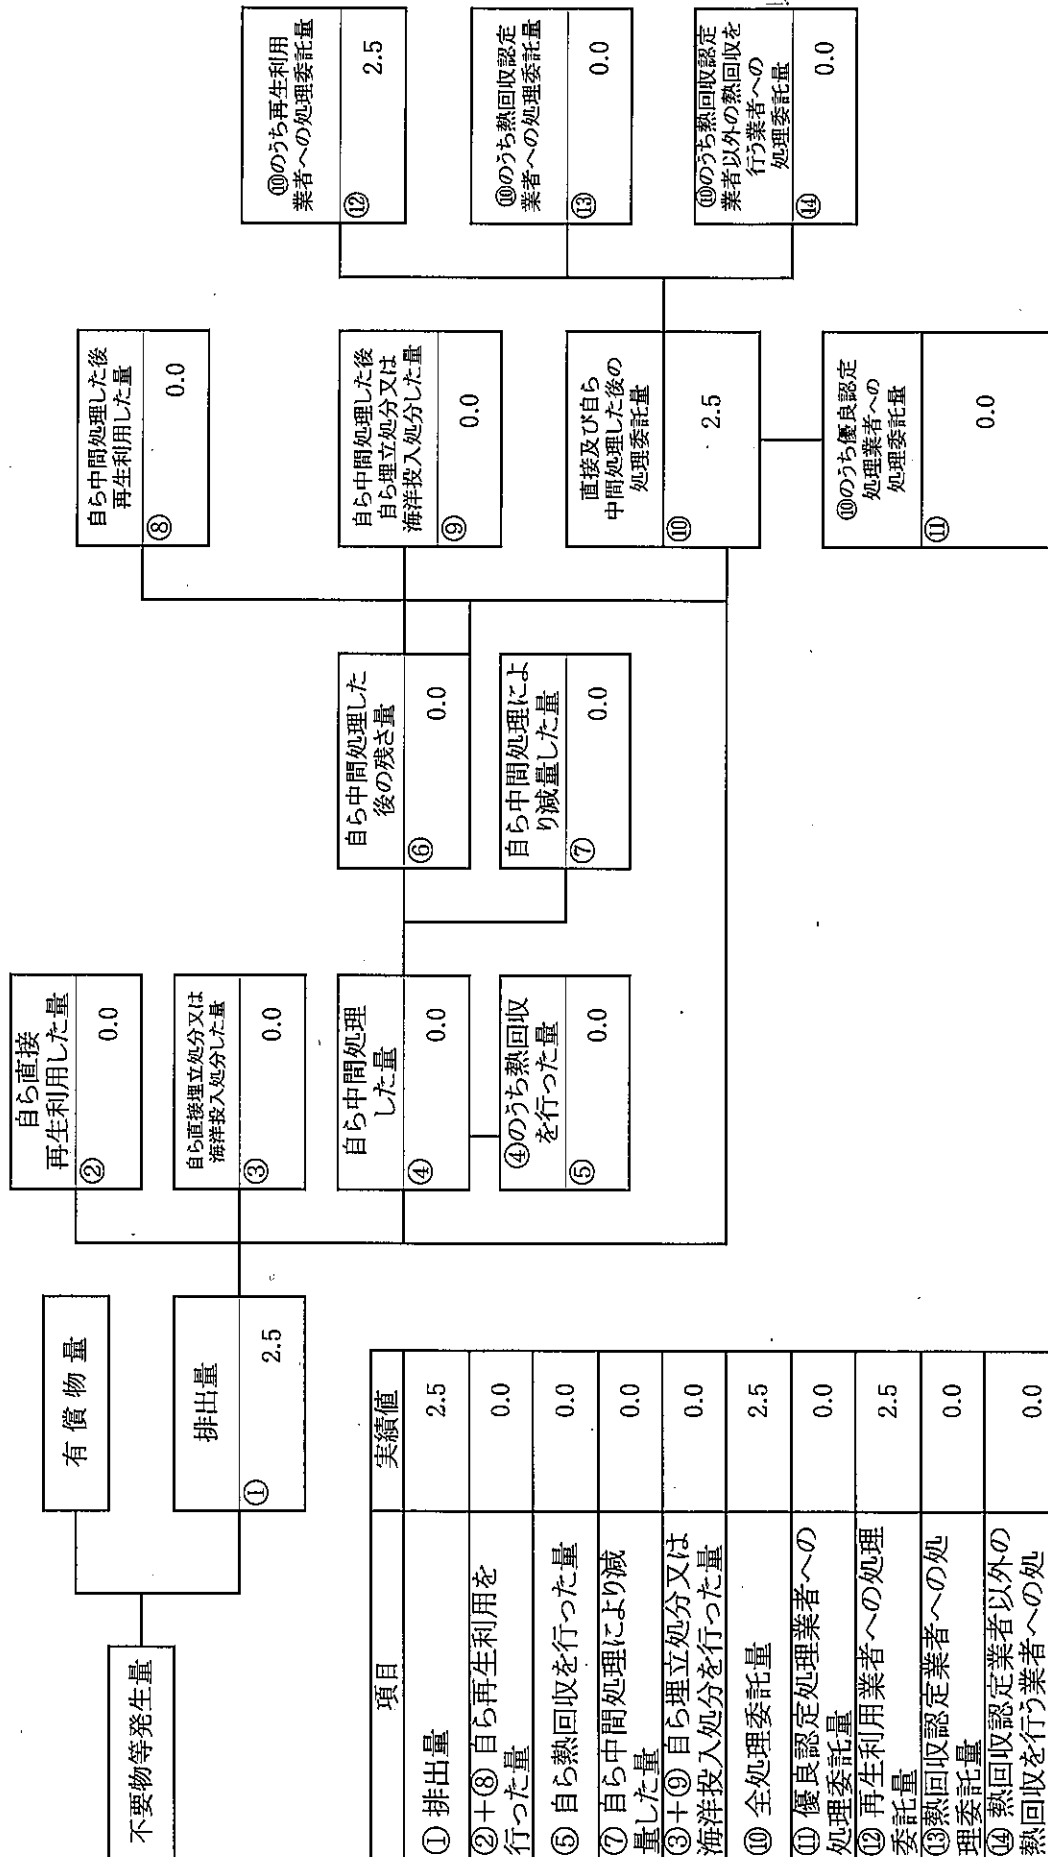 不要物等発生量
有償物量
排出量
①
2.5
自ら直接
再生利用した量
②
0.0
自ら直接埋立処分又は
海洋投入処分した量
③
0.0
自ら中間処理
した量
④
0.0
④のうち熱回収
を行った量
⑤
0.0
自ら中間処理した
後の残さ量
⑥
0.0
自ら中間処理によ
り減量した量
⑦
0.0
自ら中間処理した後
再生利用した量
⑧
0.0
自ら中間処理した後
自ら埋立処分又は
海洋投入処分した量
⑨
0.0
直接及び自ら
中間処理した後の
処理委託量
⑩
2.5
⑩のうち優良認定
処理業者への
処理委託量
⑪
0.0
⑩のうち再生利用
業者への処理委託量
⑫
2.5
⑩のうち熱回収認定
業者への処理委託量
⑬
0.0
⑩のうち熱回収認定
業者以外の熱回収を
行う業者への
処理委託量
⑭
0.0
項目 実績値
① 排出量 2.5
②+⑧ 自ら再生利用を
行った量 0.0
⑤ 自ら熱回収を行った量 0.0
⑦ 自ら中間処理により減
量した量 0.0
③+⑨ 自ら埋立処分又は
海洋投入処分を行った量 0.0
⑩ 全処理委託量 2.5
⑪ 優良認定処理業者への
処理委託量 0.0
⑫ 再生利用業者への処理
委託量 2.5
⑬熱回収認定業者への処
理委託量 0.0
⑭ 熱回収認定業者以外の
熱回収を行う業者への処 0.0